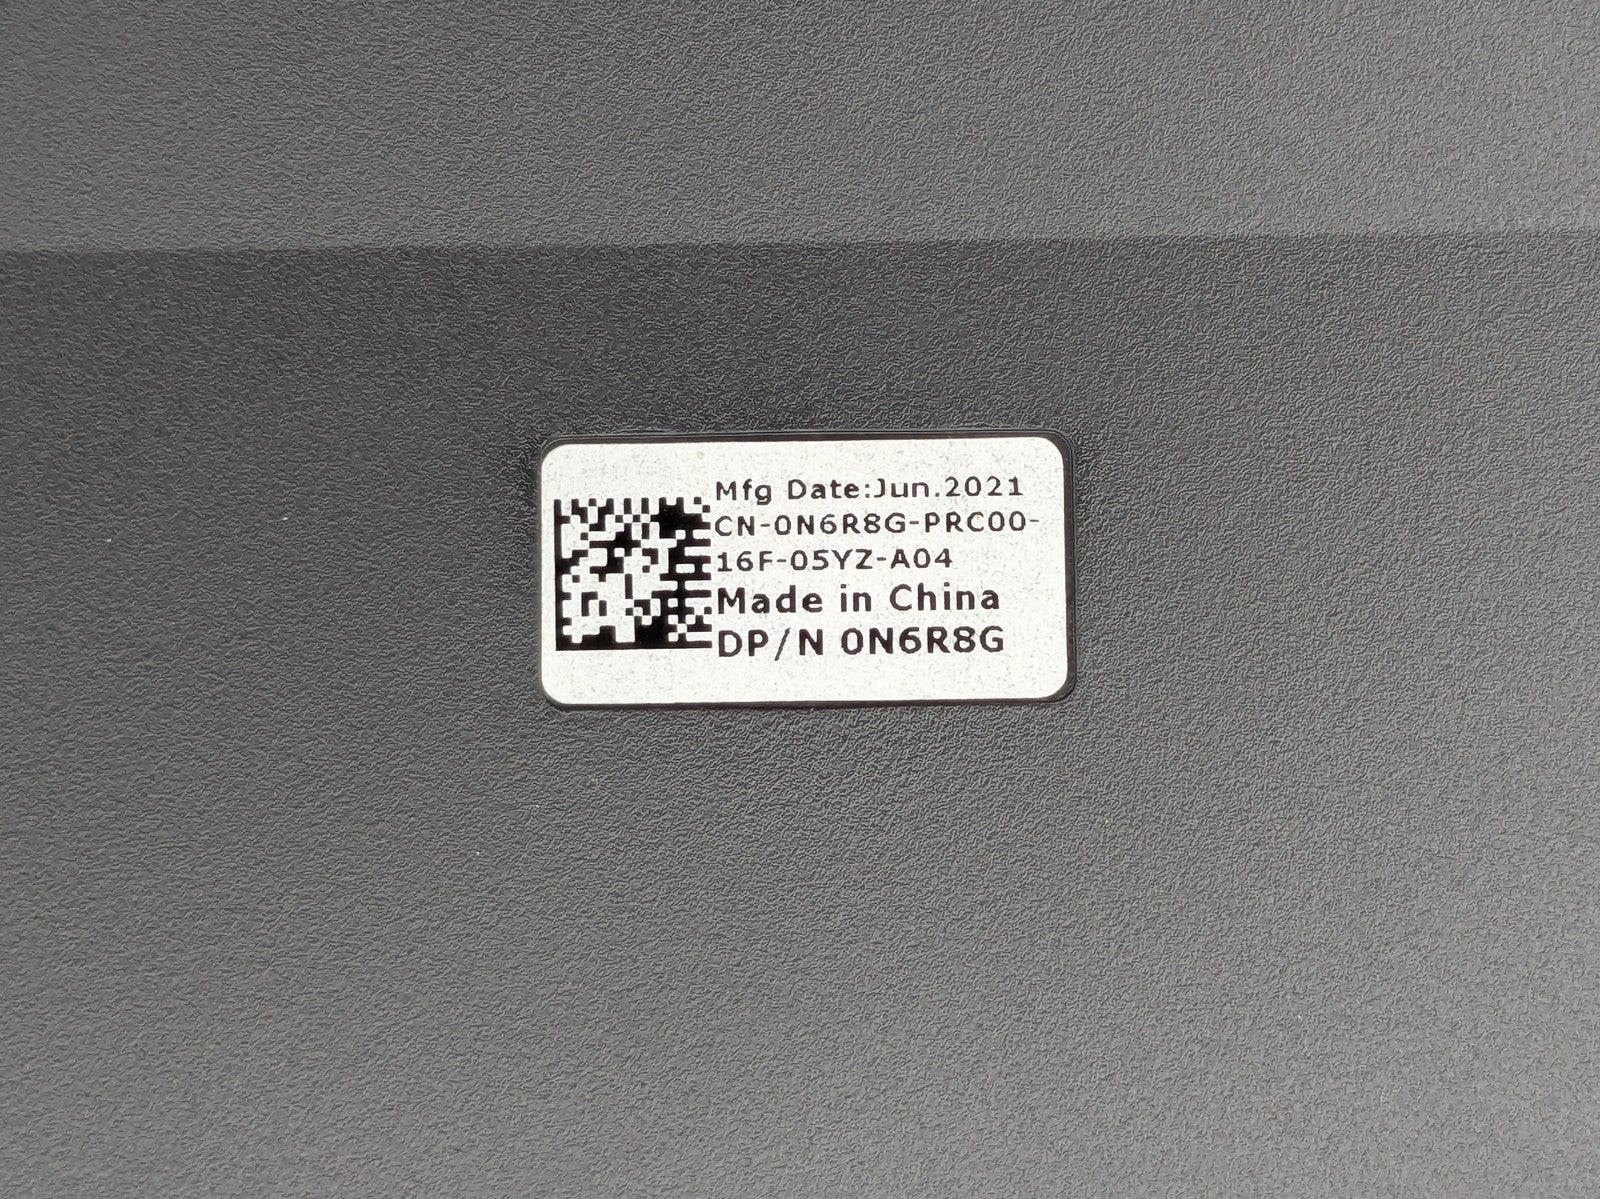 Mfg Date:Jun.2021
CN-0N6R8G-PRC00-
16F-05YZ-A04
Made in China
DP/N 0N6R8G